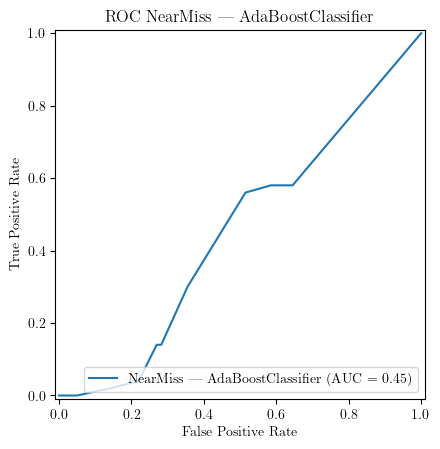 ROC NearMiss — AdaBoostClassifier
1.0
0.8
0.6
0.4
0.2
0.0
True Positive Rate
NearMiss — AdaBoostClassifier (AUC = 0.45)
0.0 0.2 0.4 0.6 0.8 1.0
False Positive Rate